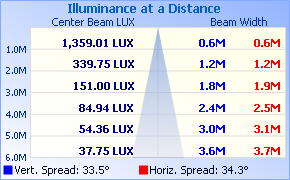 Illuminance at a Distance
Center Beam LUX Beam Width
1.0M 1,359.01 LUX 0.6M 0.6M
2.0M 339.75 LUX 1.2M 1.2M
3.0M 151.00 LUX 1.8M 1.9M
4.0M 84.94 LUX 2.4M 2.5M
5.0M 54.36 LUX 3.0M 3.1M
6.0M 37.75 LUX 3.6M 3.7M
Vert. Spread: 33.5° Horiz. Spread: 34.3°